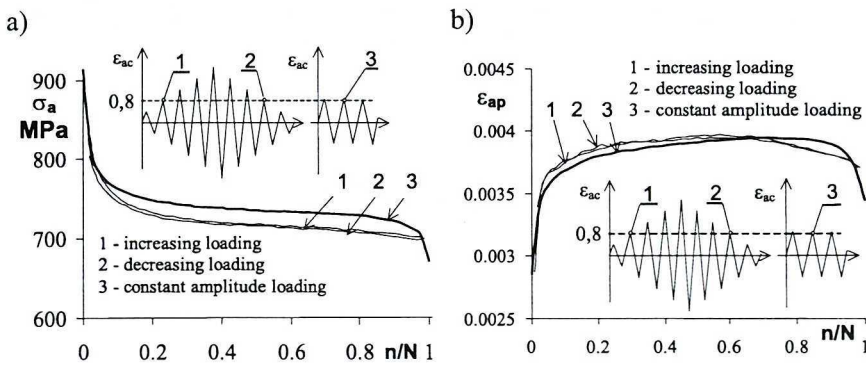 a)
900
σa
MPa
800
700
600
0
0.2
0.4
0.6
0.8
n/N
1
εac
0,8
1
2
εac
3
1
2
3
1 - increasing loading
2 - decreasing loading
3 - constant amplitude loading
b)
0.0045
εap
0.004
0.0035
0.003
0.0025
0
0.2
0.4
0.6
0.8
1
n/N
1 - increasing loading
2 - decreasing loading
3 - constant amplitude loading
1
2
3
εac
0,8
1
2
εac
3